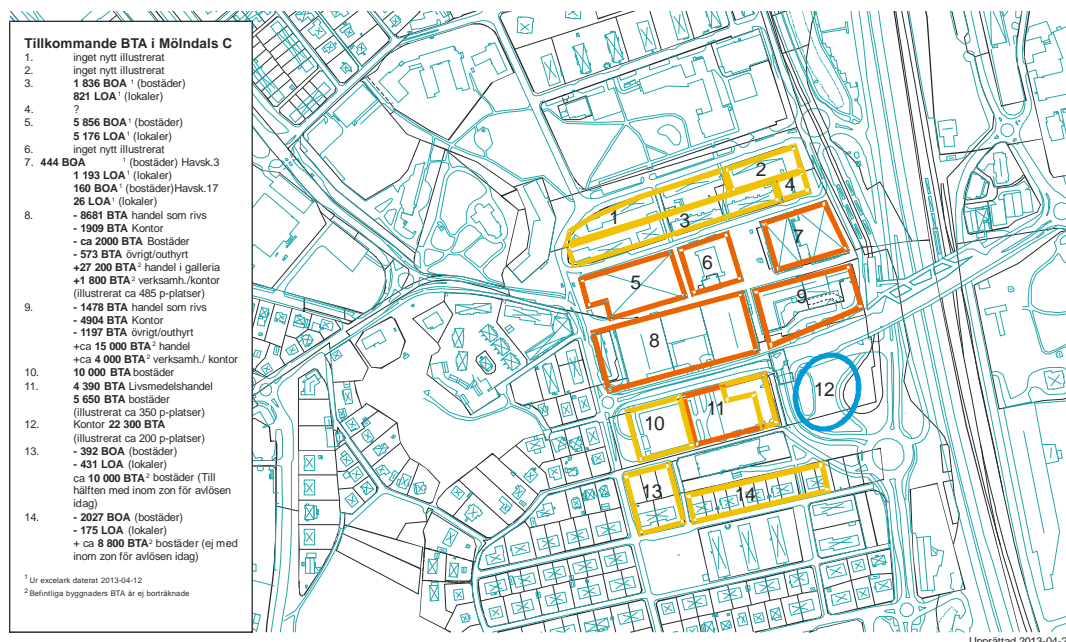 Tillkommande BTA i Mölndals C
1. inget nytt illustrerat
2. inget nytt illustrerat
3. 1 836 BOA ¹ (bostäder)
821 LOA ¹ (lokaler)
4. ?
5. 5 856 BOA ¹ (bostäder)
5 176 LOA ¹ (lokaler)
6. inget nytt illustrerat
7. 444 BOA ¹ (bostäder) Havsk.3
1 193 LOA ¹ (lokaler)
160 BOA ¹ (bostäder)Havsk.17
26 LOA ¹ (lokaler)
8. - 8681 BTA handel som rivs
- 1909 BTA Kontor
- ca 2000 BTA Bostäder
- 573 BTA övrigt/outhyrt
+27 200 BTA ² handel i galleria
+1 800 BTA ² verksamh./kontor
(illustrerat ca 485 p-platser)
9. - 1478 BTA handel som rivs
- 4904 BTA Kontor
- 1197 BTA övrigt/outhyrt
+ca 15 000 BTA ² handel
+ca 4 000 BTA ² verksamh./ kontor
10. 10 000 BTA bostäder
11. 4 390 BTA Livsmedelshandel
5 650 BTA bostäder
(illustrerat ca 350 p-platser)
12. Kontor 22 300 BTA
(illustrerat ca 200 p-platser)
13. - 392 BOA (bostäder)
- 431 LOA (lokaler)
ca 10 000 BTA ² bostäder (Till
hälften med inom zon för avlösen
idag)
14. - 2027 BOA (bostäder)
- 175 LOA (lokaler)
+ ca 8 800 BTA ² bostäder (ej med
inom zon för avlösen idag)
¹ Ur excelark daterat 2013-04-12
² Befintliga byggnaders BTA är ej borträknade
2
4
1
3
7
6
5
9
8
12
11
10
13
14
Upprättad 2013-04-2